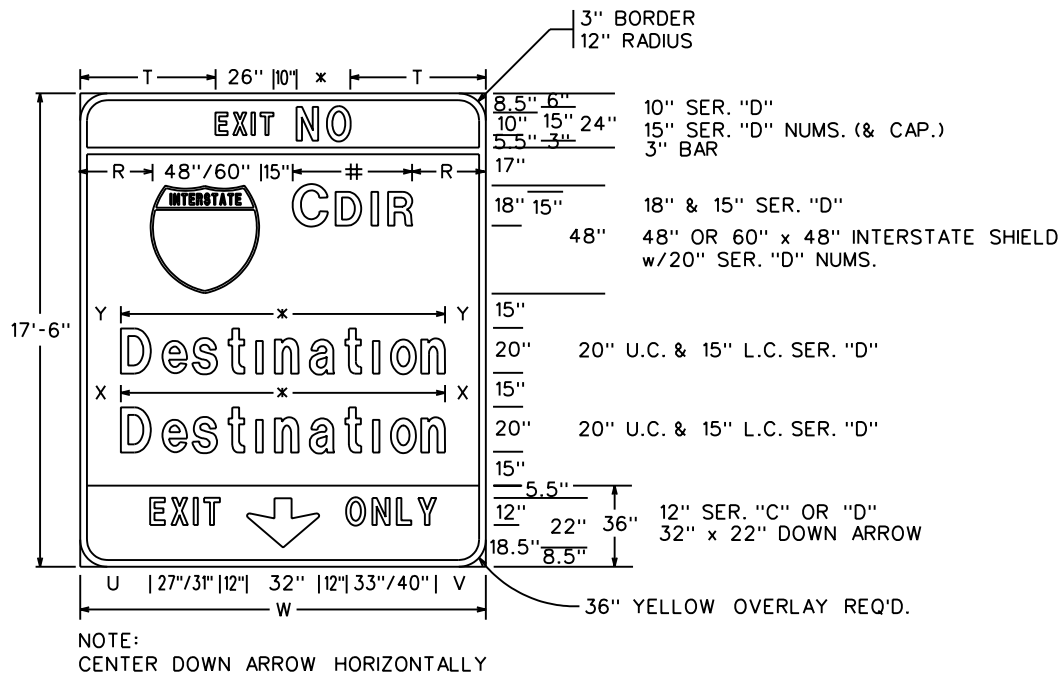 3" BORDER
12" RADIUS
T 26" 10" * T
EXIT NO
8.5" 6"
10" 15" 24"
5.5" 3"
10" SER. "D"
15" SER. "D" NUMS. (& CAP.)
3" BAR
17"
R 48"/60" 15" # R
INTERSTATE CDIR
18" 15"
18" & 15" SER. "D"
48"
48" OR 60" x 48" INTERSTATE SHIELD
w/20" SER. "D" NUMS.
15"
Y * Y
17'-6"
Destination
20" 20" U.C. & 15" L.C. SER. "D"
15"
X * X
Destination
20" 20" U.C. & 15" L.C. SER. "D"
15"
5.5"
EXIT ONLY
12" 22" 36"
18.5" 8.5"
12" SER. "C" OR "D"
32" x 22" DOWN ARROW
U 27"/31" 12" 32" 12" 33"/40" V
W
36" YELLOW OVERLAY REQ'D.
NOTE:
CENTER DOWN ARROW HORIZONTALLY